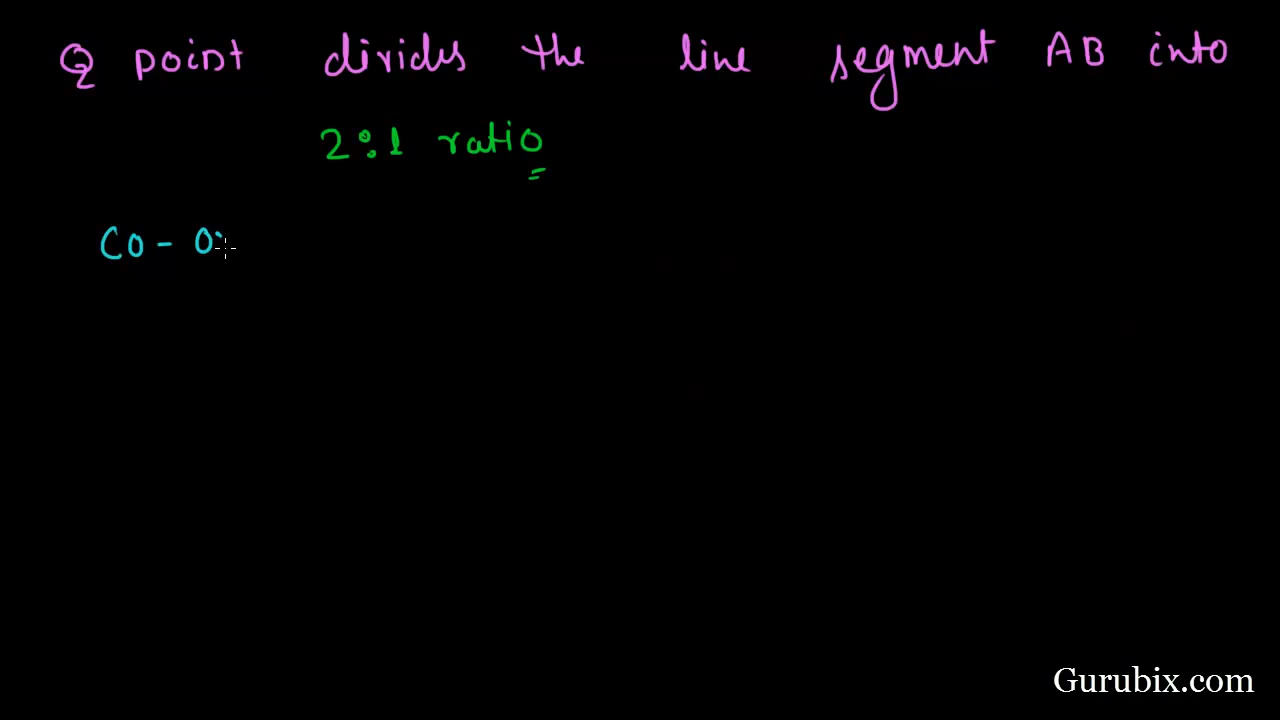 Q point divides the line segment AB into
2:1 ratio
CO-O
Gurubix.com